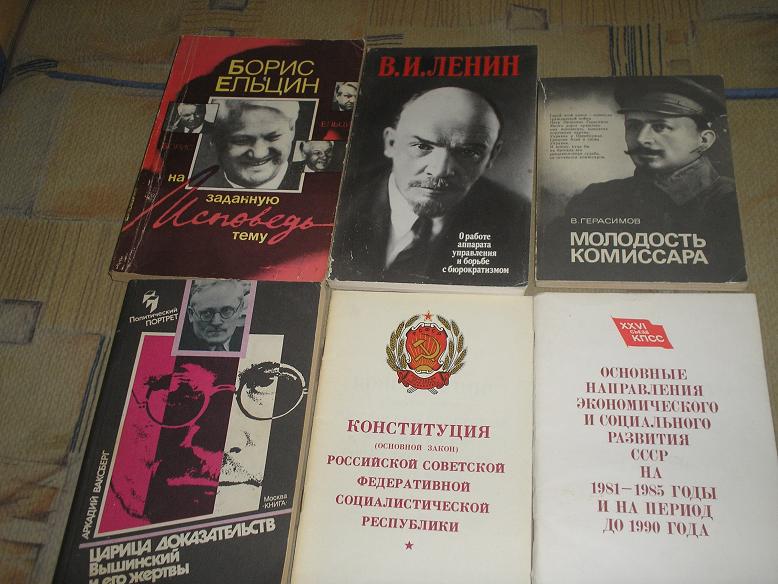 БОРИС
ЕЛЬЦИН
БОРИС
на
заданную
Исповедь
тему
В.И.ЛЕНИН
О работе
аппарата
управления
и борьбе
с бюрократизмом
В. ГЕРАСИМОВ
МОЛОДОСТЬ
КОМИССАРА
Политический
ПОРТРЕТ
АРКАДИЙ ВАКСБЕРГ
Москва
«КНИГА»
ЦАРИЦА ДОКАЗАТЕЛЬСТВ
Вышинский
и его жертвы
КОНСТИТУЦИЯ
(ОСНОВНОЙ ЗАКОН)
РОССИЙСКОЙ СОВЕТСКОЙ
ФЕДЕРАТИВНОЙ
СОЦИАЛИСТИЧЕСКОЙ
РЕСПУБЛИКИ
XXVI
СЪЕЗД
КПСС
ОСНОВНЫЕ
НАПРАВЛЕНИЯ
ЭКОНОМИЧЕСКОГО
И СОЦИАЛЬНОГО
РАЗВИТИЯ
СССР
НА
1981—1985 ГОДЫ
И НА ПЕРИОД
ДО 1990 ГОДА